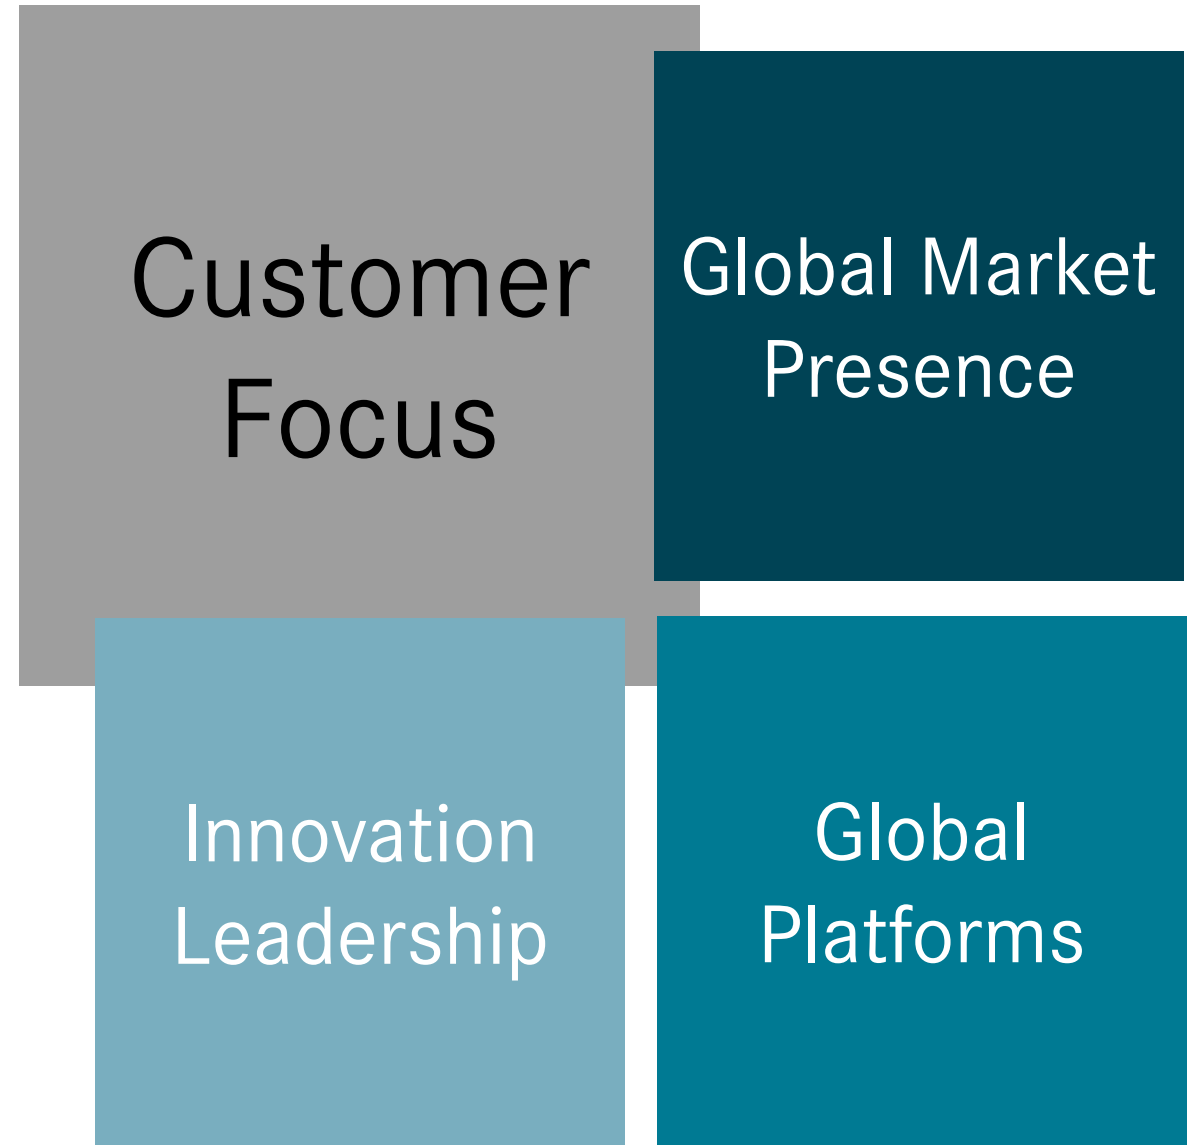 Customer
Focus
Global Market
Presence
Innovation
Leadership
Global
Platforms